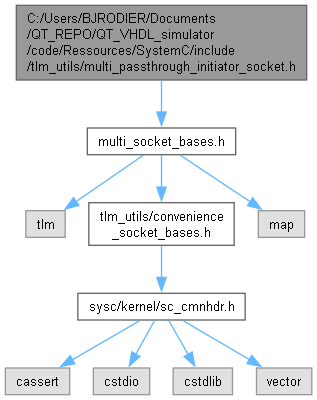 C:/Users/BJRODIER/Documents
/QT_REPO/QT_VHDL_simulator
/code/Ressources/SystemC/include
/tlm_utils/multi_passthrough_initiator_socket.h
multi_socket_bases.h
tlm
tlm_utils/convenience
_socket_bases.h
map
sysc/kernel/sc_cmnhdr.h
cassert
cstdio
cstdlib
vector